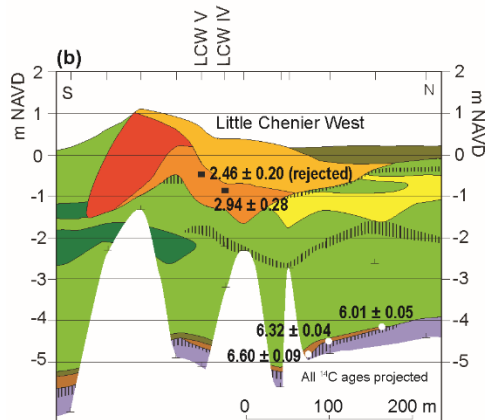 LCW V
LCW IV
(b)
m NAVD
m NAVD
2
2
S
N
1
1
Little Chenier West
0
0
2.46 ± 0.20 (rejected)
-1
-1
2.94 ± 0.28
-2
-2
-3
-3
6.01 ± 0.05
-4
-4
6.32 ± 0.04
6.60 ± 0.09
-5
-5
All ¹⁴C ages projected
0
100
200 m